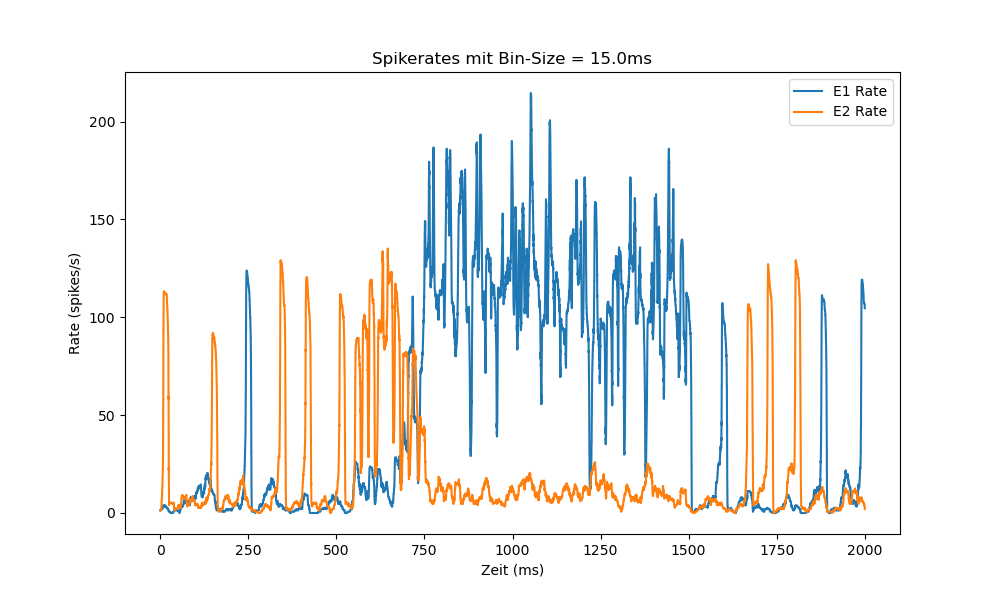 Spikerates mit Bin-Size = 15.0ms
E1 Rate
E2 Rate
200
150
100
50
0
Rate (spikes/s)
0 250 500 750 1000 1250 1500 1750 2000
Zeit (ms)